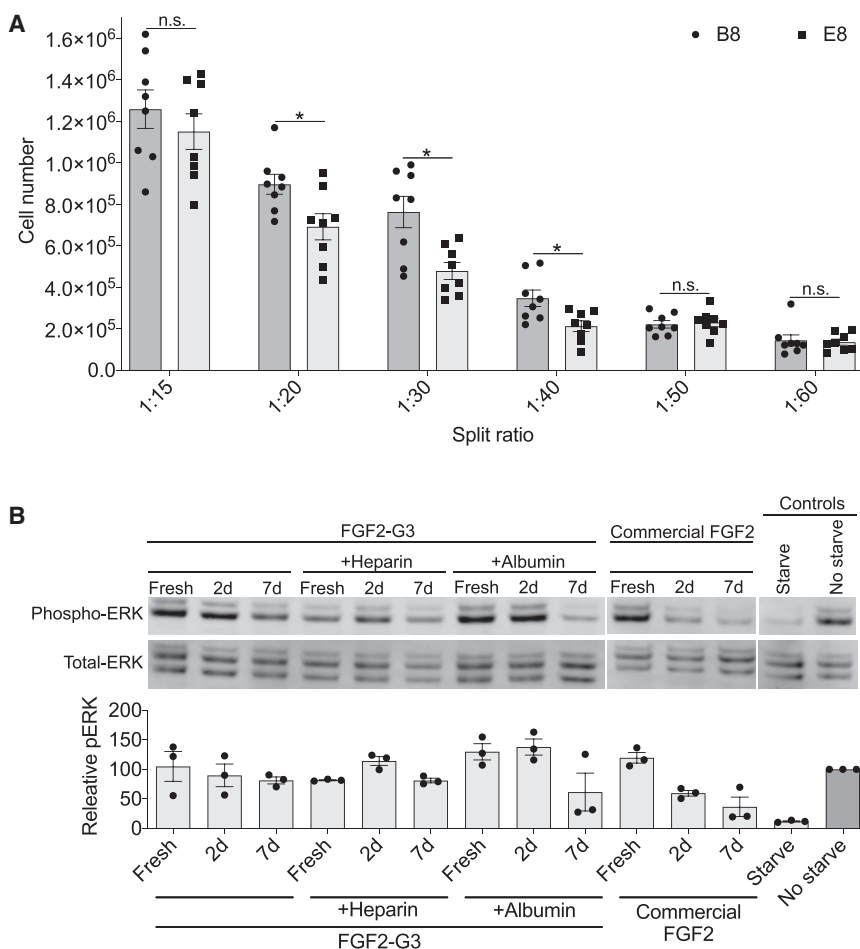 A
n.s.
B8
E8
1.6×10⁶
1.4×10⁶
*
1.2×10⁶
*
1.0×10⁶
Cell number
8.0×10⁵
*
6.0×10⁵
n.s.
n.s.
4.0×10⁵
2.0×10⁵
0.0
1:15
1:20
1:30
1:40
1:50
1:60
Split ratio
B
Controls
FGF2-G3
Commercial FGF2
Starve
No starve
+Heparin
+Albumin
Fresh 2d 7d Fresh 2d 7d Fresh 2d 7d Fresh 2d 7d
Phospho-ERK
Total-ERK
Releative pERK
200
150
100
50
0
Fresh 2d 7d Fresh 2d 7d Fresh 2d 7d Fresh 2d 7d Starve No starve
+Heparin
+Albumin
Commercial
FGF2
FGF2-G3